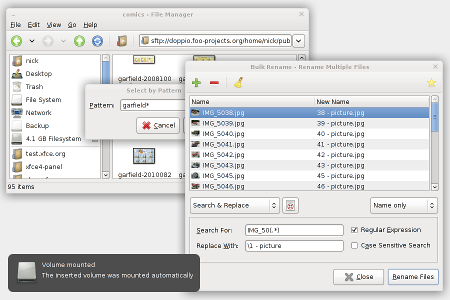 comics - File Manager
File Edit View Go Help
sftp://doppio.foo-projects.org/home/nick/pub
nick
Desktop
Trash
File System
Network
Backup
4.1 GB Filesystem
test.xfce.org
xfce4-panel
95 items
garfield-2008100
garfield-2010082
Select by Pattern
Pattern: garfield*
Cancel
Bulk Rename - Rename Multiple Files
Name New Name
IMG_5038.jpg 38 - picture.jpg
IMG_5039.jpg 39 - picture.jpg
IMG_5040.jpg 40 - picture.jpg
IMG_5041.jpg 41 - picture.jpg
IMG_5042.jpg 42 - picture.jpg
IMG_5043.jpg 43 - picture.jpg
IMG_5045.jpg 45 - picture.jpg
IMG_5046.jpg 46 - picture.jpg
Search & Replace Name only
Search For: IMG_50(.*) Regular Expression
Replace With: \1 - picture Case Sensitive Search
Close Rename Files
Volume mounted
The inserted volume was mounted automatically